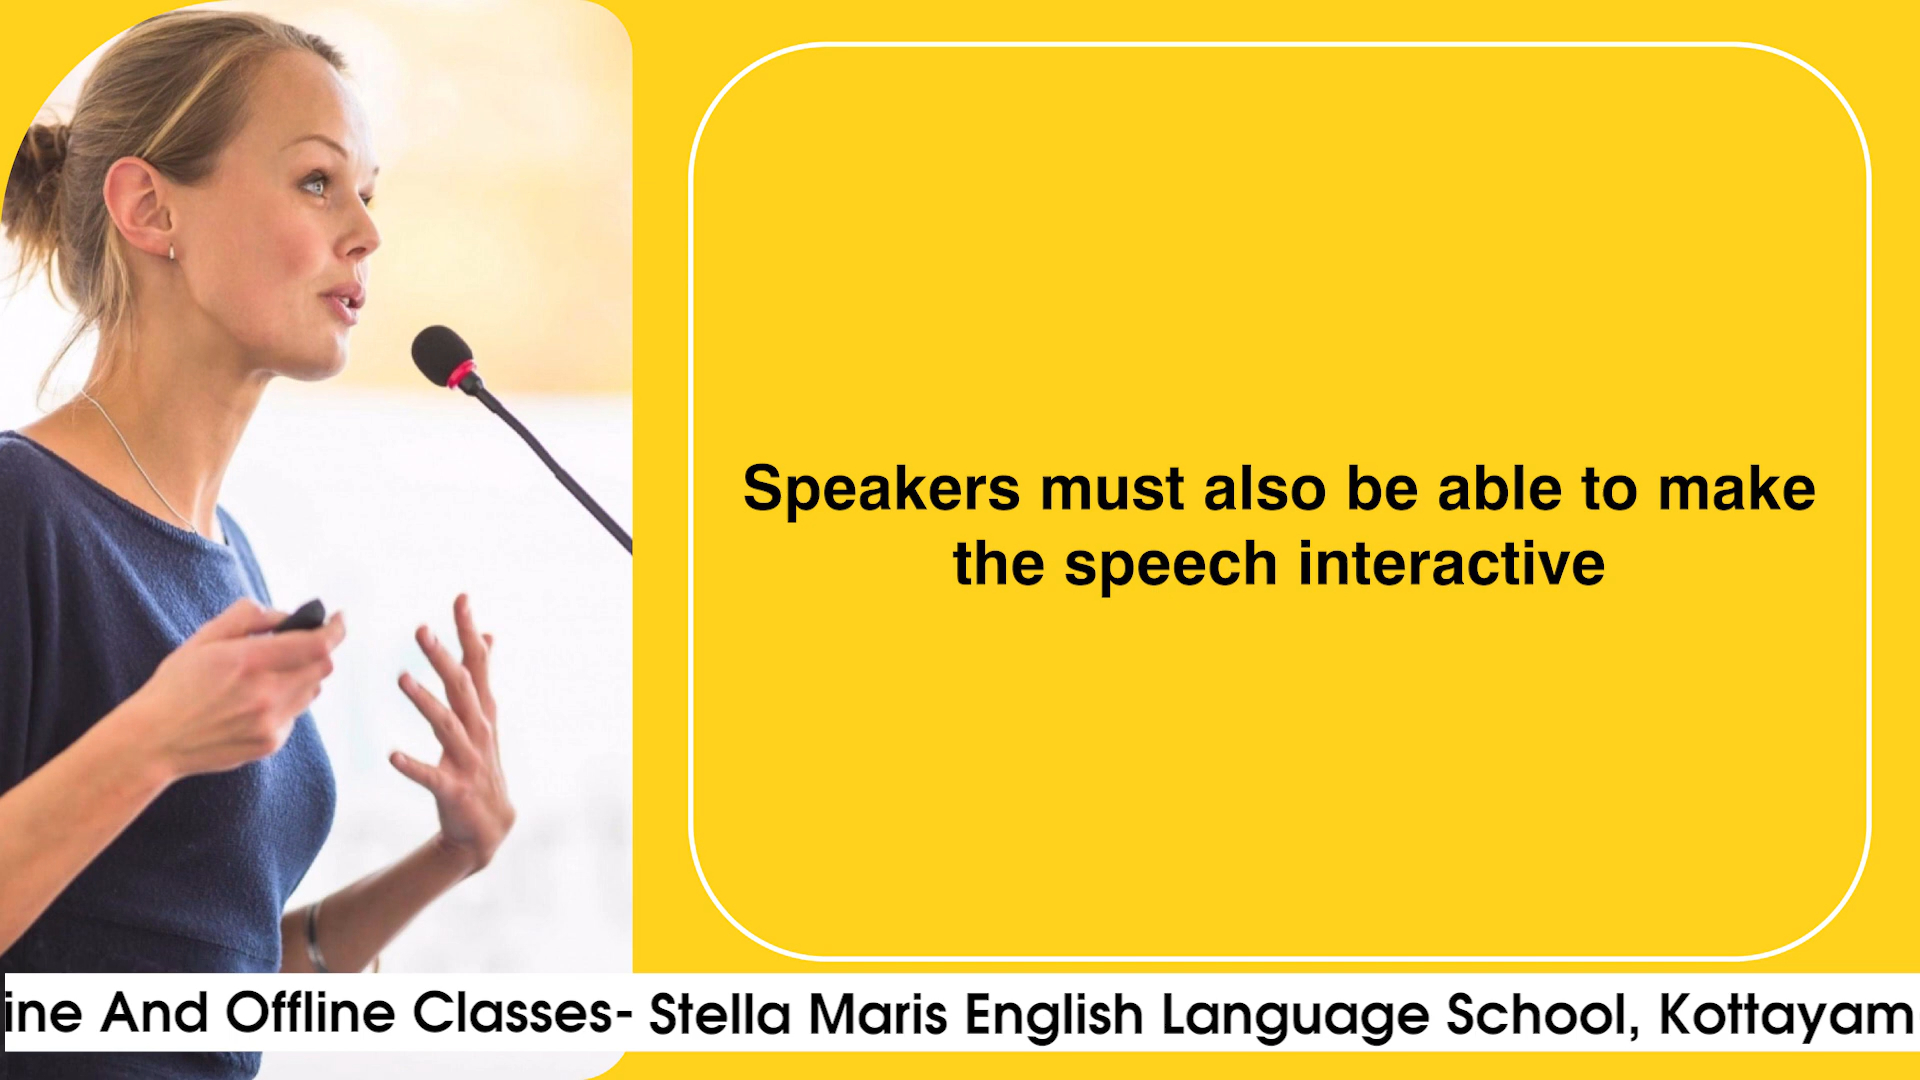 Speakers must also be able to make
the speech interactive
ine And Offline Classes- Stella Maris English Language School, Kottayam